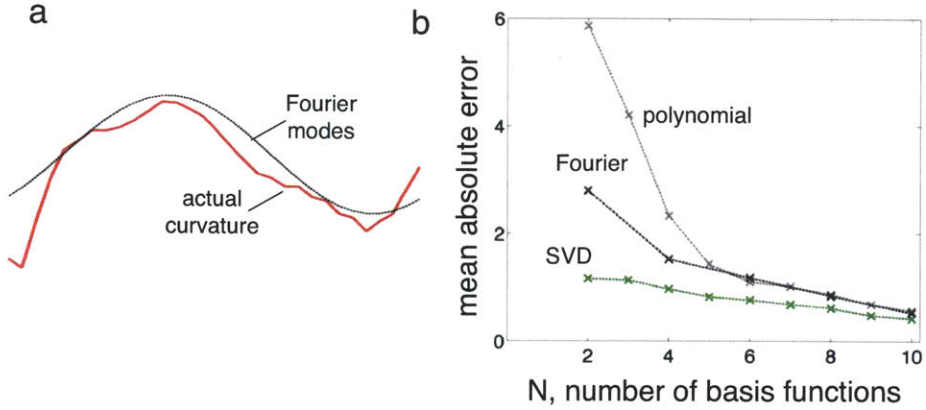 a
Fourier
modes
actual
curvature
b
6
4
2
0
mean absolute error
polynomial
Fourier
SVD
2
4
6
8
10
N, number of basis functions